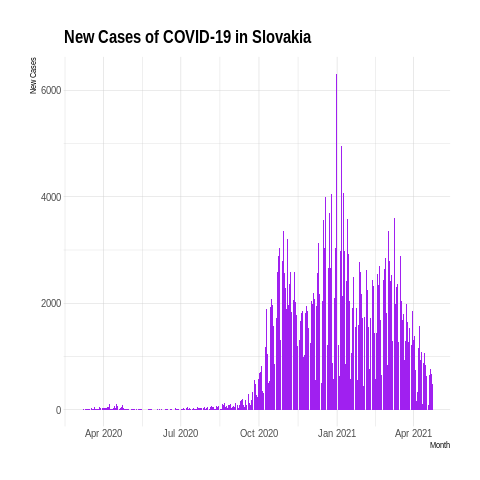 New Cases of COVID-19 in Slovakia
New Cases
6000
4000
2000
0
Apr 2020 Jul 2020 Oct 2020 Jan 2021 Apr 2021
Month